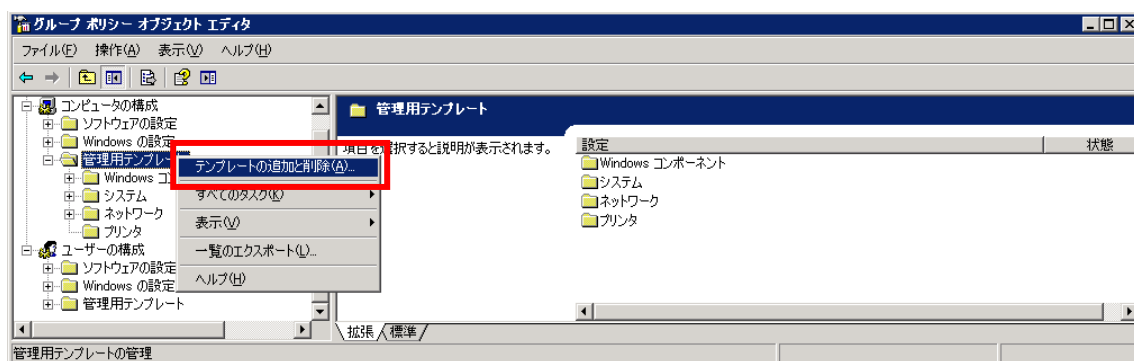 グループ ポリシー オブジェクト エディタ
ファイル(F) 操作(A) 表示(V) ヘルプ(H)
コンピュータの構成
ソフトウェアの設定
Windows の設定
管理用テンプレ
Windows コ
システム
ネットワーク
プリンタ
ユーザーの構成
ソフトウェアの設定
Windows の設定
管理用テンプレート
テンプレートの追加と削除(A)...
すべてのタスク(K)
表示(V)
一覧のエクスポート(L)...
ヘルプ(H)
管理用テンプレート
項目を選択すると説明が表示されます。
設定 状態
Windows コンポーネント
システム
ネットワーク
プリンタ
拡張 標準
管理用テンプレートの管理